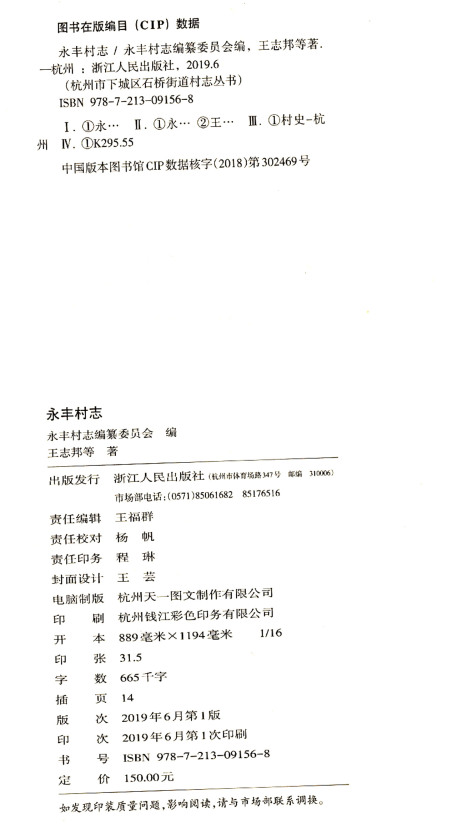 图书在版编目（CIP）数据
永丰村志 / 永丰村志编纂委员会编，王志邦等著.
—杭州：浙江人民出版社，2019.6
（杭州市下城区石桥街道村志丛书）
ISBN 978-7-213-09156-8
Ⅰ. ①永… Ⅱ. ①永… ②王… Ⅲ. ①村史-杭
州 Ⅳ. ①K295.55
中国版本图书馆CIP数据核字(2018)第302469号
永丰村志
永丰村志编纂委员会 编
王志邦等 著
出版发行 浙江人民出版社（杭州市体育场路347号 邮编 310006）
市场部电话：(0571)85061682 85176516
责任编辑 王福群
责任校对 杨 帆
责任印务 程 琳
封面设计 王 芸
电脑制版 杭州天一图文制作有限公司
印 刷 杭州钱江彩色印务有限公司
开 本 889毫米×1194毫米 1/16
印 张 31.5
字 数 665千字
插 页 14
版 次 2019年6月第1版
印 次 2019年6月第1次印刷
书 号 ISBN 978-7-213-09156-8
定 价 150.00元
如发现印装质量问题，影响阅读，请与市场部联系调换。